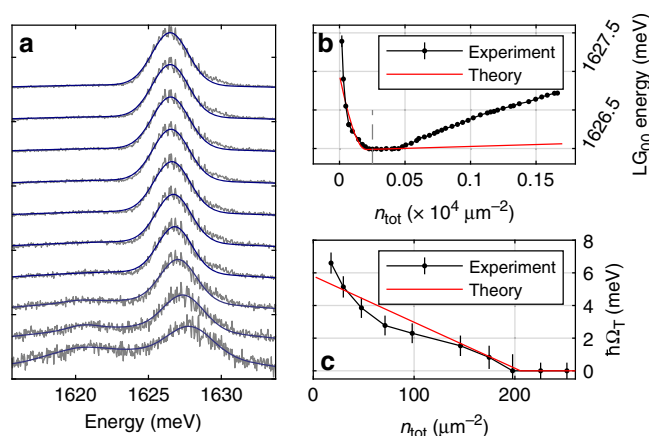 a
1620 1625 1630
Energy (meV)
b
Experiment
Theory
1627.5
1626.5
LG00 energy (meV)
0 0.05 0.1 0.15
ntot (× 10⁴ μm⁻²)
Experiment
Theory
8
6
4
2
0
ħΩT (meV)
c
0 100 200
ntot (μm⁻²)